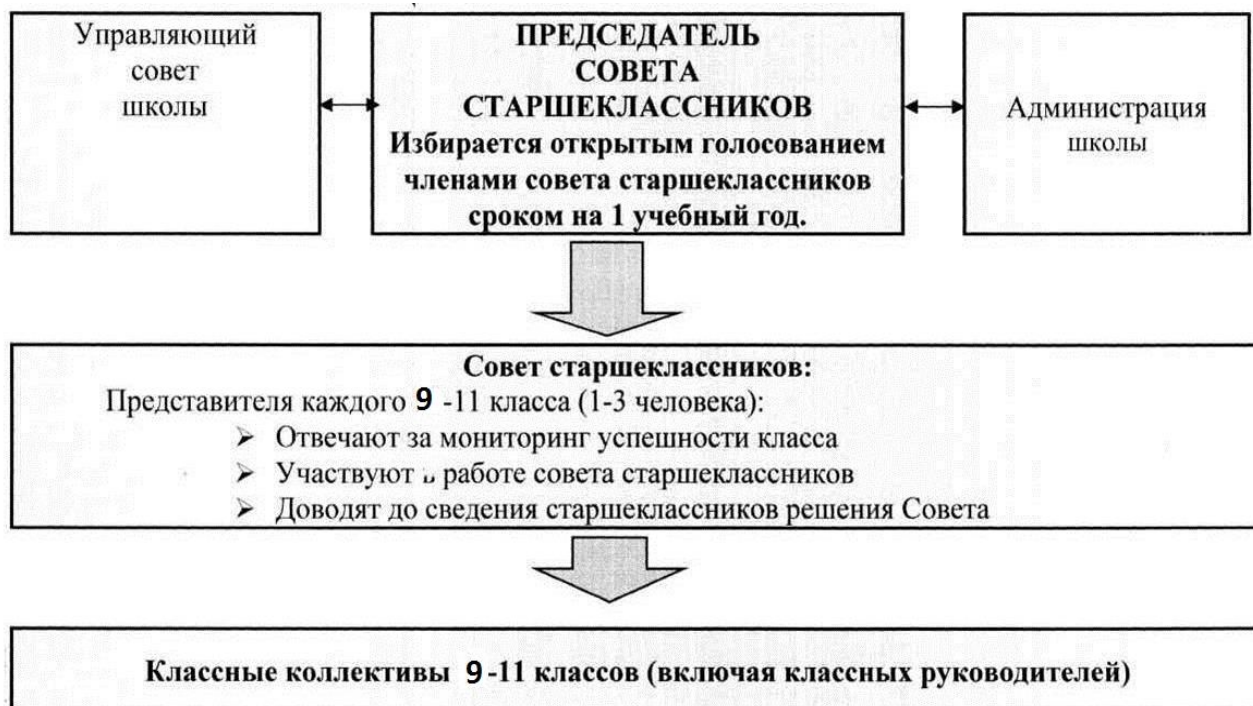 Управляющий
совет
школы
ПРЕДСЕДАТЕЛЬ
СОВЕТА
СТАРШЕКЛАССНИКОВ
Избирается открытым голосованием
членами совета старшеклассников
сроком на 1 учебный год.
Администрация
школы
Совет старшеклассников:
Представителя каждого 9 -11 класса (1-3 человека):
➢ Отвечают за мониторинг успешности класса
➢ Участвуют в работе совета старшеклассников
➢ Доводят до сведения старшеклассников решения Совета
Классные коллективы 9 -11 классов (включая классных руководителей)